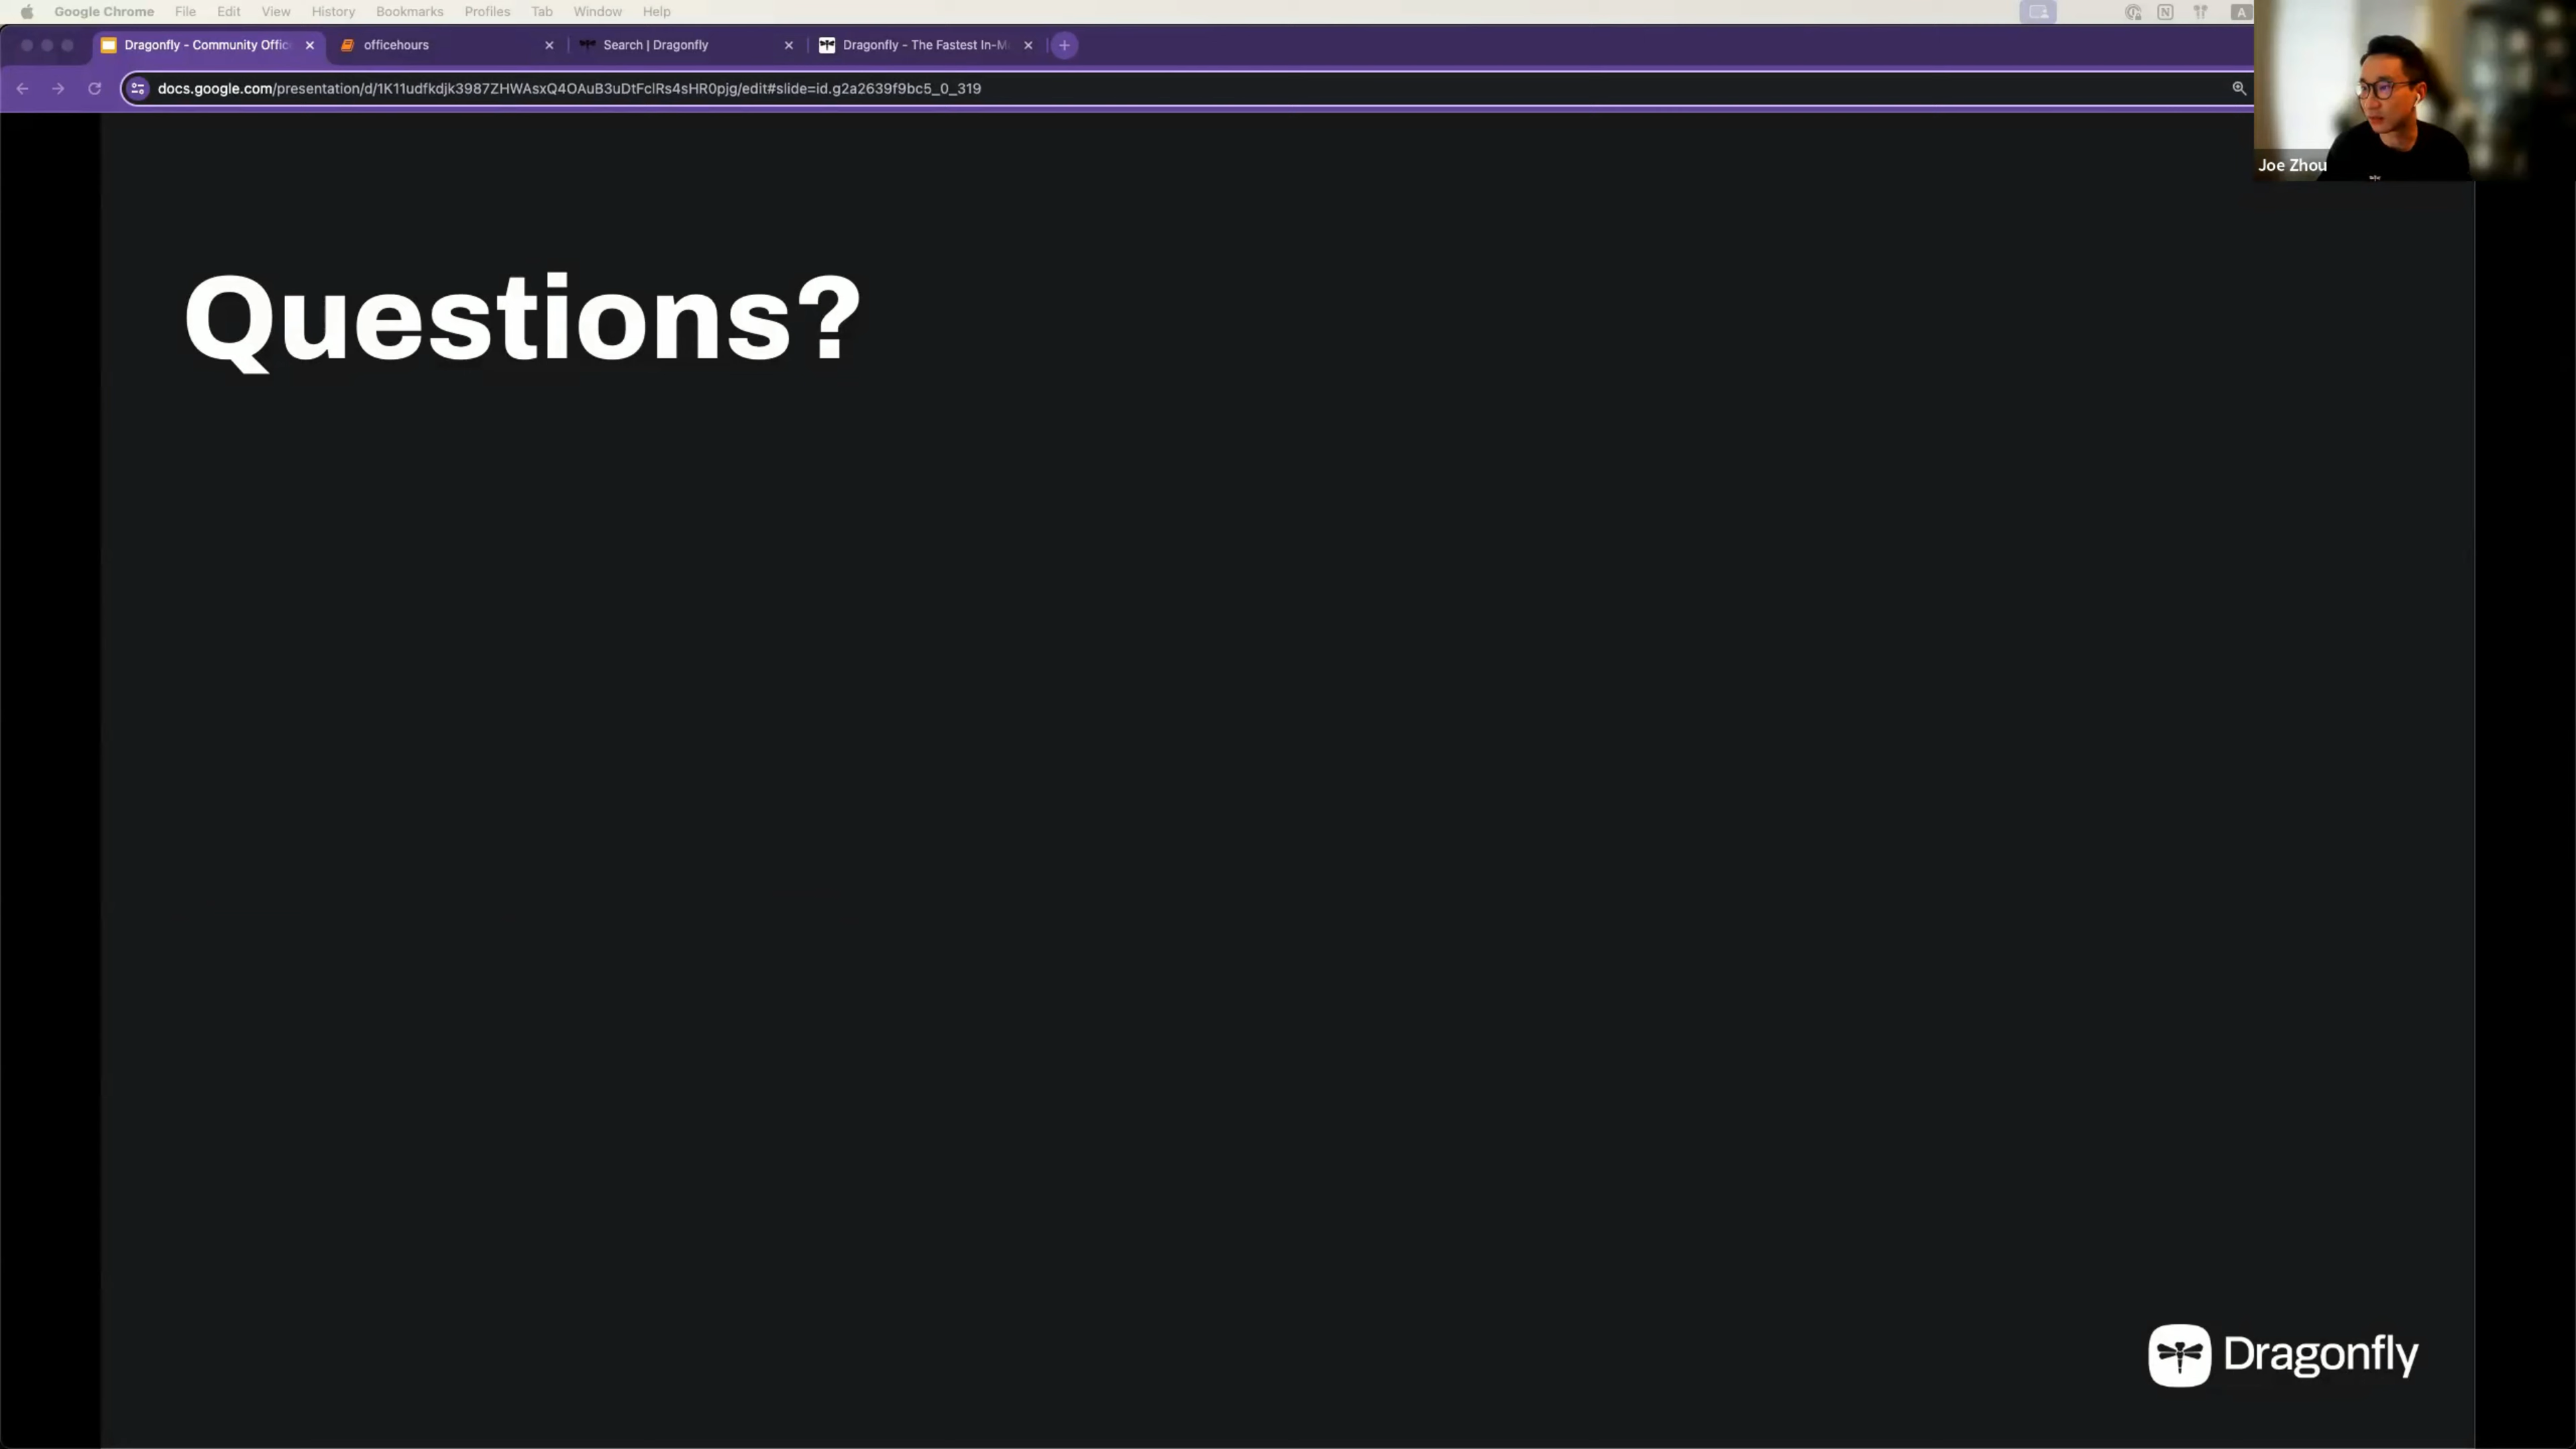 Google Chrome File Edit View History Bookmarks Profiles Tab Window Help
N A
Dragonfly - Community Offic
officehours
Search | Dragonfly
Dragonfly - The Fastest In-M
docs.google.com/presentation/d/1K11udfkdjk3987ZHWAsxQ4OAuB3uDtFclRs4sHR0pjg/edit#slide=id.g2a2639f9bc5_0_319
Joe Zhou
Questions?
Dragonfly